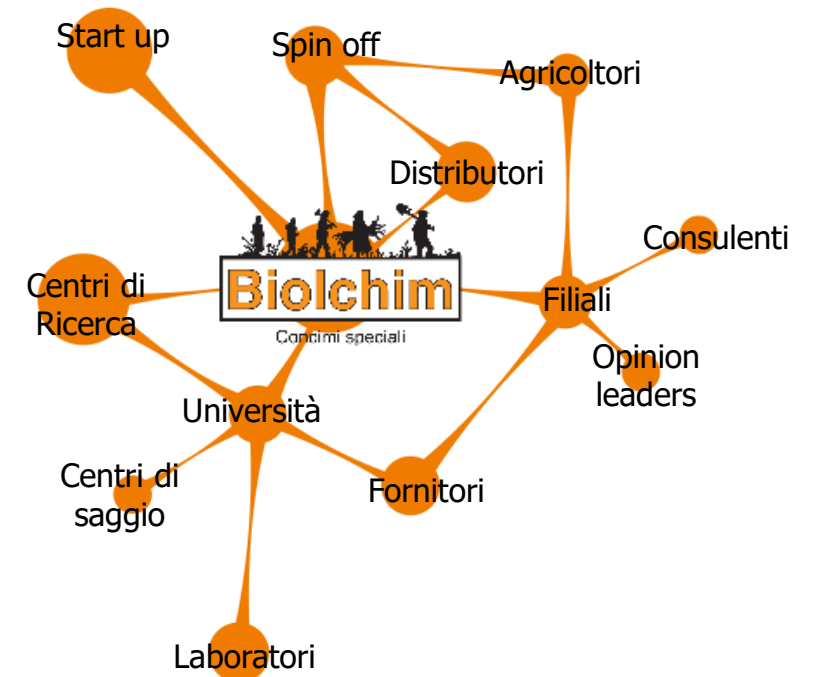 Start up
Spin off
Agricoltori
Distributori
Consulenti
Centri di
Ricerca
Biolchim
Concimi speciali
Filiali
Opinion
leaders
Università
Centri di
saggio
Fornitori
Laboratori